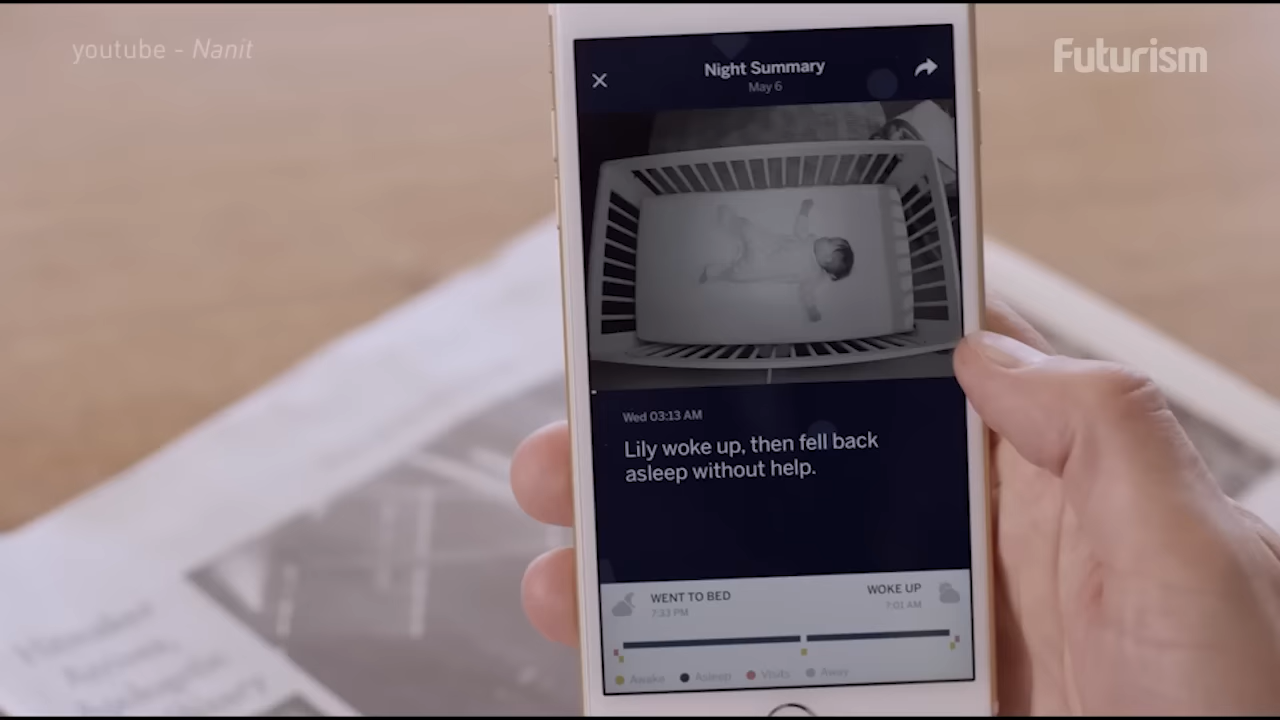 youtube - Nanit
Futurism
Night Summary
May 6
Wed 03:13 AM
Lily woke up, then fell back
asleep without help.
WENT TO BED
7:33 PM
WOKE UP
7:01 AM
Awake
Asleep
Visits
Away